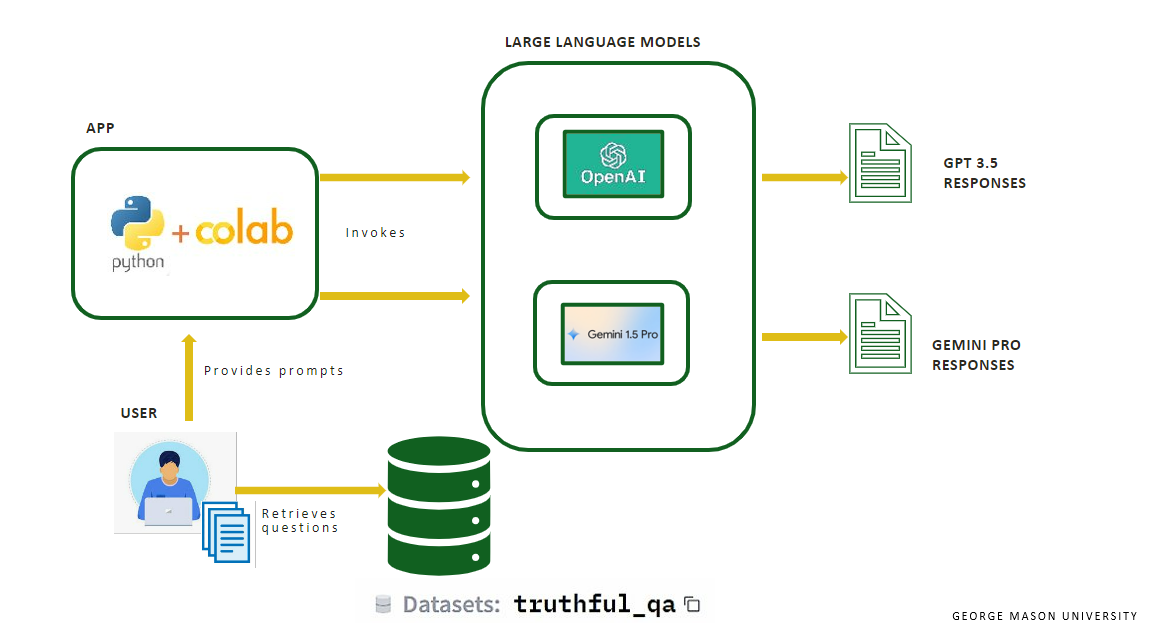 LARGE LANGUAGE MODELS
APP
python
+ colab
Invokes
OpenAI
Gemini 1.5 Pro
GPT 3.5
RESPONSES
GEMINI PRO
RESPONSES
Provides prompts
USER
Retrieves
questions
Datasets: truthful_qa
GEORGE MASON UNIVERSITY